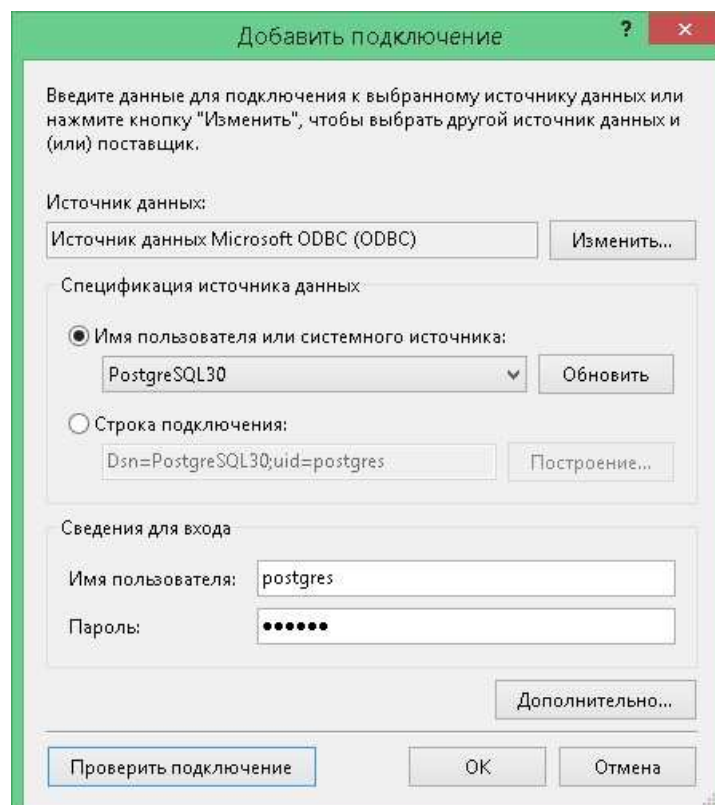 Добавить подключение
?
Введите данные для подключения к выбранному источнику данных или
нажмите кнопку "Изменить", чтобы выбрать другой источник данных и
(или) поставщик.
Источник данных:
Источник данных Microsoft ODBC (ODBC)
Изменить...
Спецификация источника данных
Имя пользователя или системного источника:
PostgreSQL30
Обновить
Строка подключения:
Dsn=PostgreSQL30;uid=postgres
Построение...
Сведения для входа
Имя пользователя:
postgres
Пароль:
••••••
Дополнительно...
Проверить подключение
OK
Отмена